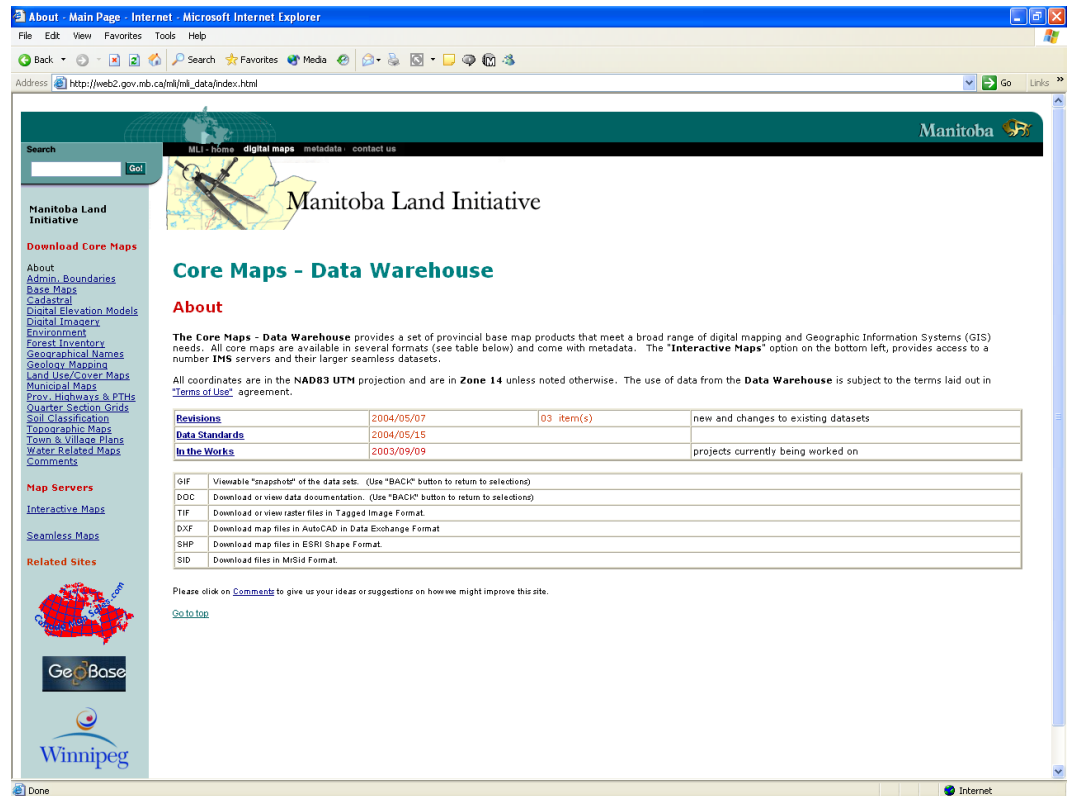 About - Main Page - Internet - Microsoft Internet Explorer
File Edit View Favorites Tools Help
Back Search Favorites Media
Address http://web2.gov.mb.ca/mli/mli_data/index.html Go Links »
Manitoba
Search
MLI - home digital maps metadata contact us
Go!
Manitoba Land Initiative
Manitoba Land
Initiative
Download Core Maps
About
Admin. Boundaries
Base Maps
Cadastral
Digital Elevation Models
Digital Imagery
Environment
Forest Inventory
Geographical Names
Geology Mapping
Land Use/Cover Maps
Municipal Maps
Prov. Highways & PTHs
Quarter Section Grids
Soil Classification
Topographic Maps
Town & Village Plans
Water Related Maps
Comments
Map Servers
Interactive Maps
Seamless Maps
Related Sites
Canada Map Sales.com
GeoBase
Winnipeg
Core Maps - Data Warehouse
About
The Core Maps - Data Warehouse provides a set of provincial base map products that meet a broad range of digital mapping and Geographic Information Systems (GIS)
needs. All core maps are available in several formats (see table below) and come with metadata. The "Interactive Maps" option on the bottom left, provides access to a
number IMS servers and their larger seamless datasets.
All coordinates are in the NAD83 UTM projection and are in Zone 14 unless noted otherwise. The use of data from the Data Warehouse is subject to the terms laid out in
"Terms of Use" agreement.
Revisions 2004/05/07 03 item(s) new and changes to existing datasets
Data Standards 2004/05/15
In the Works 2003/09/09 projects currently being worked on
GIF Viewable "snapshots" of the data sets. (Use "BACK" button to return to selections)
DOC Download or view data documentation. (Use "BACK" button to return to selections)
TIF Download or view raster files in Tagged Image Format.
DXF Download map files in AutoCAD in Data Exchange Format
SHP Download map files in ESRI Shape Format.
SID Download files in MrSid Format.
Please click on Comments to give us your ideas or suggestions on how we might improve this site.
Go to top
Done Internet